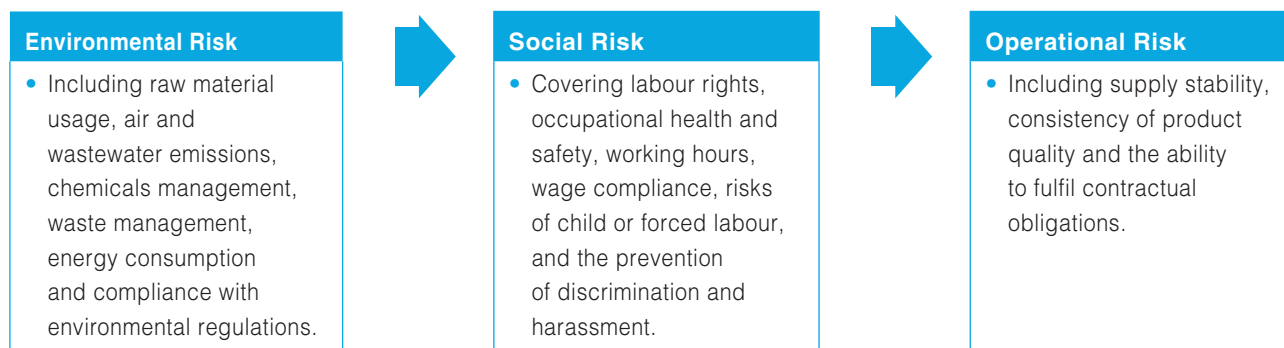 Environmental Risk
• Including raw material
usage, air and
wastewater emissions,
chemicals management,
waste management,
energy consumption
and compliance with
environmental regulations.
Social Risk
• Covering labour rights,
occupational health and
safety, working hours,
wage compliance, risks
of child or forced labour,
and the prevention
of discrimination and
harassment.
Operational Risk
• Including supply stability,
consistency of product
quality and the ability
to fulfil contractual
obligations.